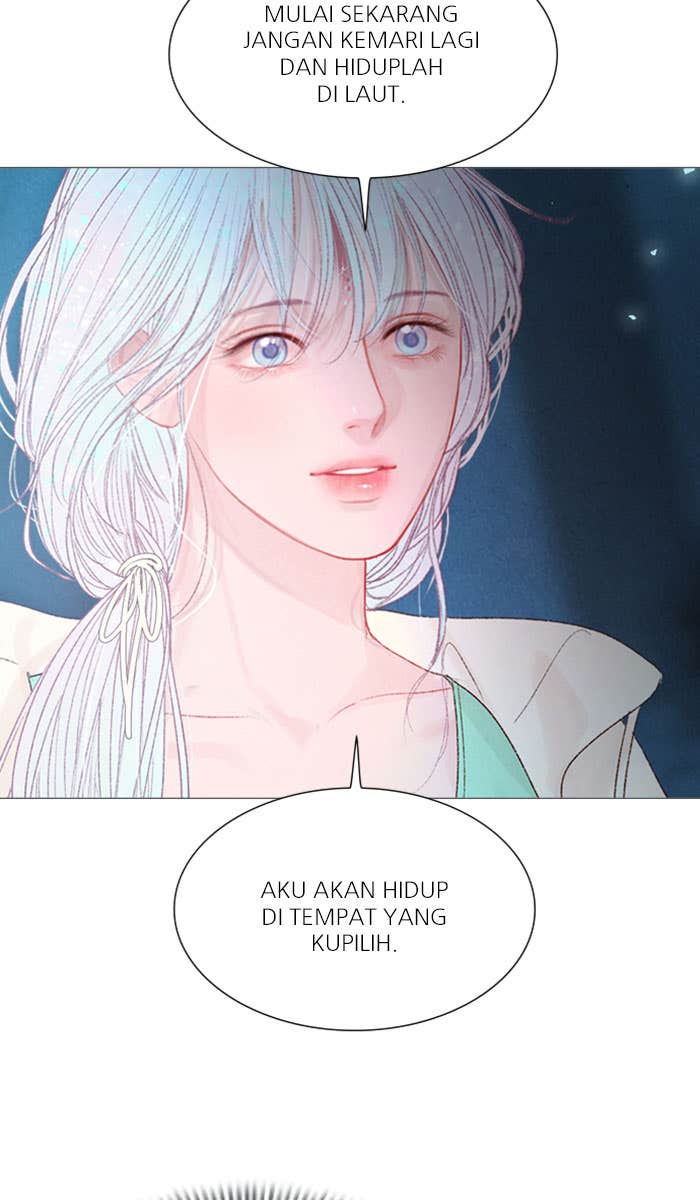 MULAI SEKARANG
JANGAN KEMARI LAGI
DAN HIDUPLAH
DI LAUT.
AKU AKAN HIDUP
DI TEMPAT YANG
KUPILIH.